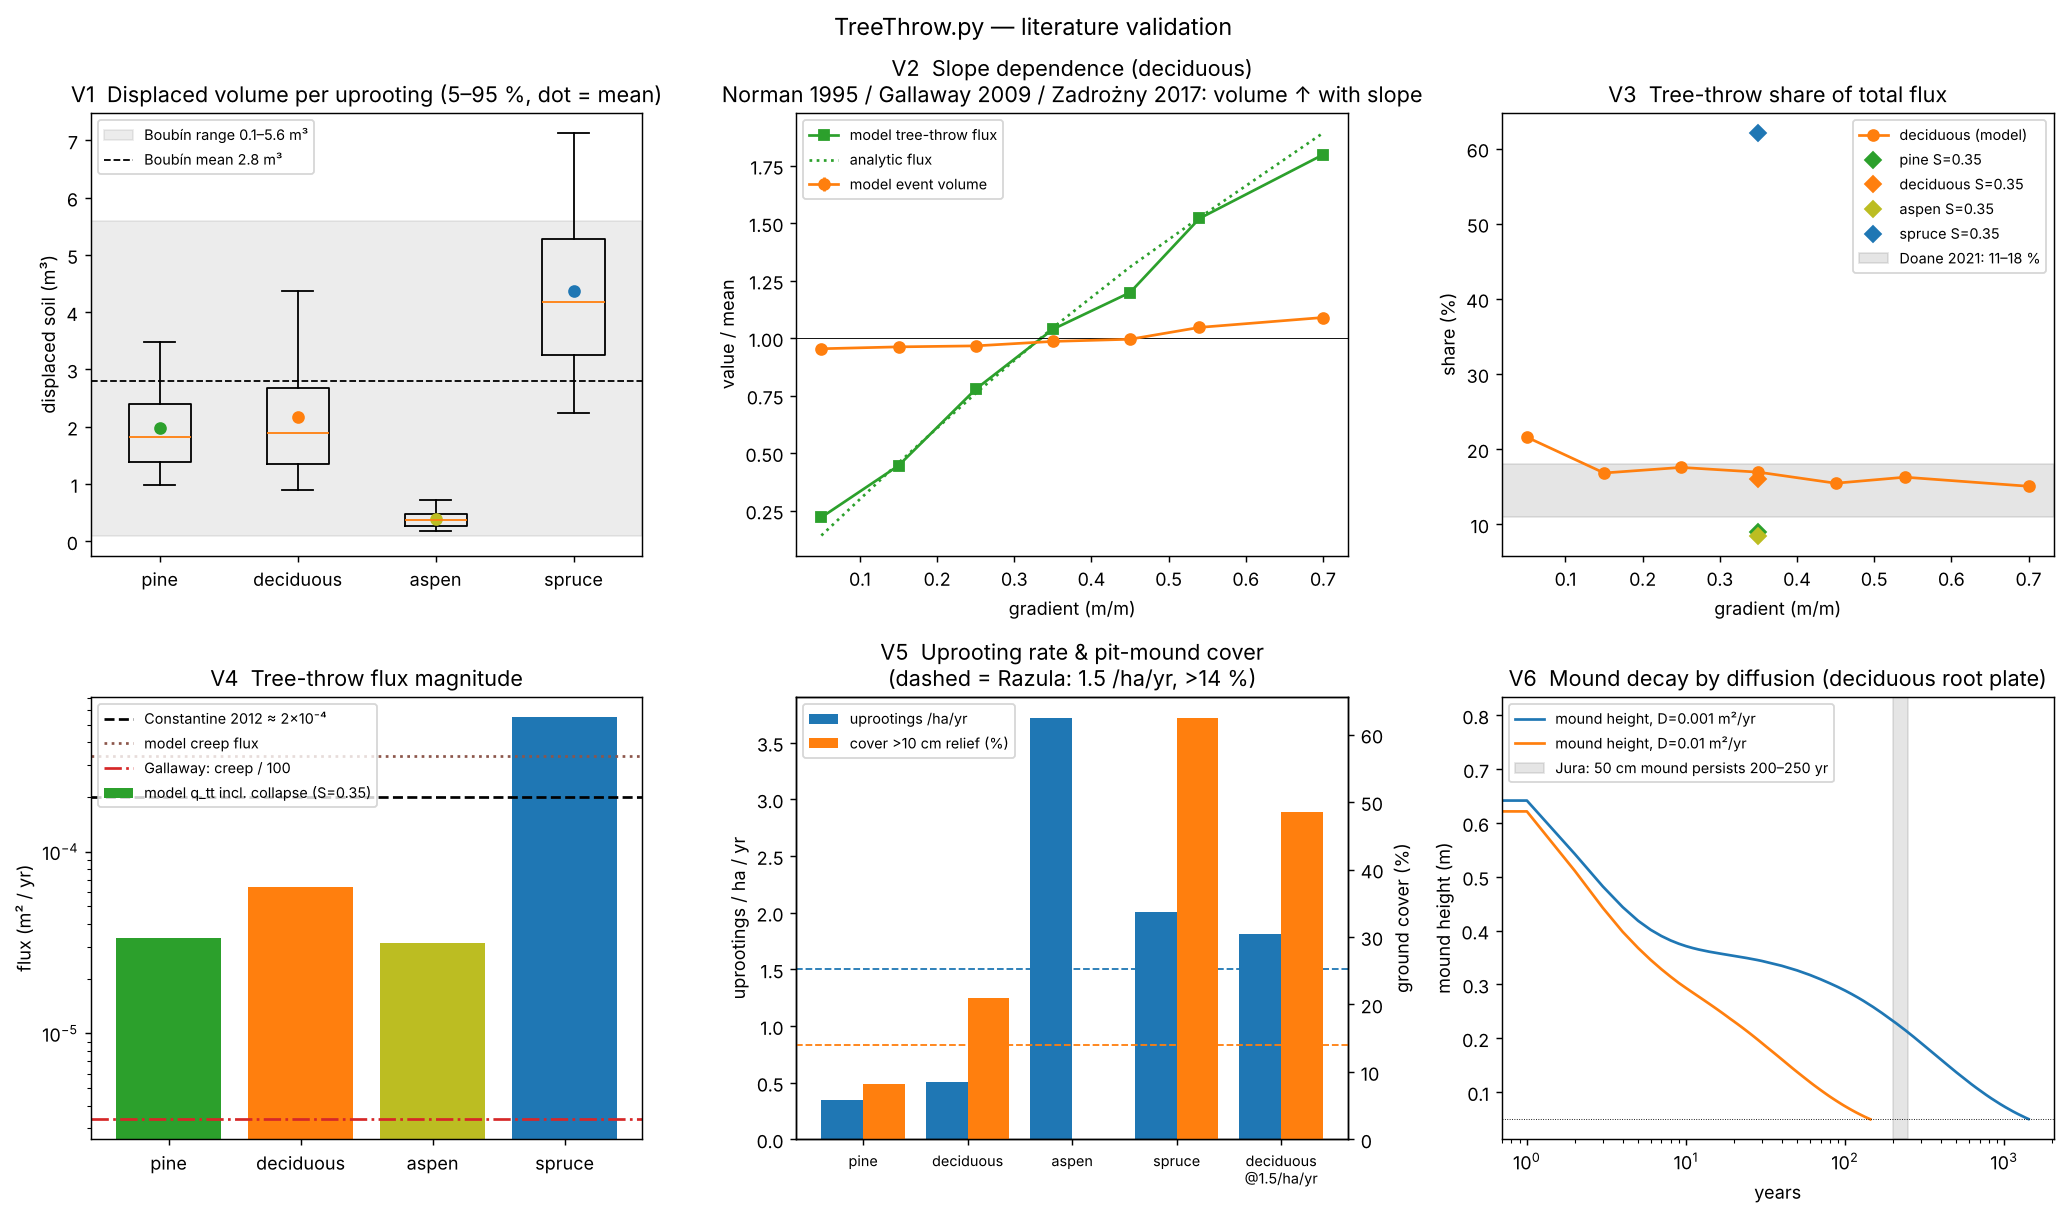 TreeThrow.py — literature validation
V1  Displaced volume per uprooting (5–95 %, dot = mean)
Boubín range 0.1–5.6 m³
Boubín mean 2.8 m³
displaced soil (m³)
7
6
5
4
3
2
1
0
pine
deciduous
aspen
spruce
V2  Slope dependence (deciduous)
Norman 1995 / Gallaway 2009 / Zadrożny 2017: volume ↑ with slope
model tree-throw flux
analytic flux
model event volume
value / mean
1.75
1.50
1.25
1.00
0.75
0.50
0.25
0.1
0.2
0.3
0.4
0.5
0.6
0.7
gradient (m/m)
V3  Tree-throw share of total flux
deciduous (model)
pine S=0.35
deciduous S=0.35
aspen S=0.35
spruce S=0.35
Doane 2021: 11–18 %
share (%)
60
50
40
30
20
10
0.1
0.2
0.3
0.4
0.5
0.6
0.7
gradient (m/m)
V4  Tree-throw flux magnitude
Constantine 2012 ≈ 2×10⁻⁴
model creep flux
Gallaway: creep / 100
model q_tt incl. collapse (S=0.35)
flux (m² / yr)
10⁻⁴
10⁻⁵
pine
deciduous
aspen
spruce
V5  Uprooting rate & pit-mound cover
(dashed = Razula: 1.5 /ha/yr, >14 %)
uprootings /ha/yr
cover >10 cm relief (%)
uprootings / ha / yr
3.5
3.0
2.5
2.0
1.5
1.0
0.5
0.0
60
50
40
30
20
10
0
ground cover (%)
pine
deciduous
aspen
spruce
deciduous
@1.5/ha/yr
V6  Mound decay by diffusion (deciduous root plate)
mound height, D=0.001 m²/yr
mound height, D=0.01 m²/yr
Jura: 50 cm mound persists 200–250 yr
mound height (m)
0.8
0.7
0.6
0.5
0.4
0.3
0.2
0.1
10⁰
10¹
10²
10³
years